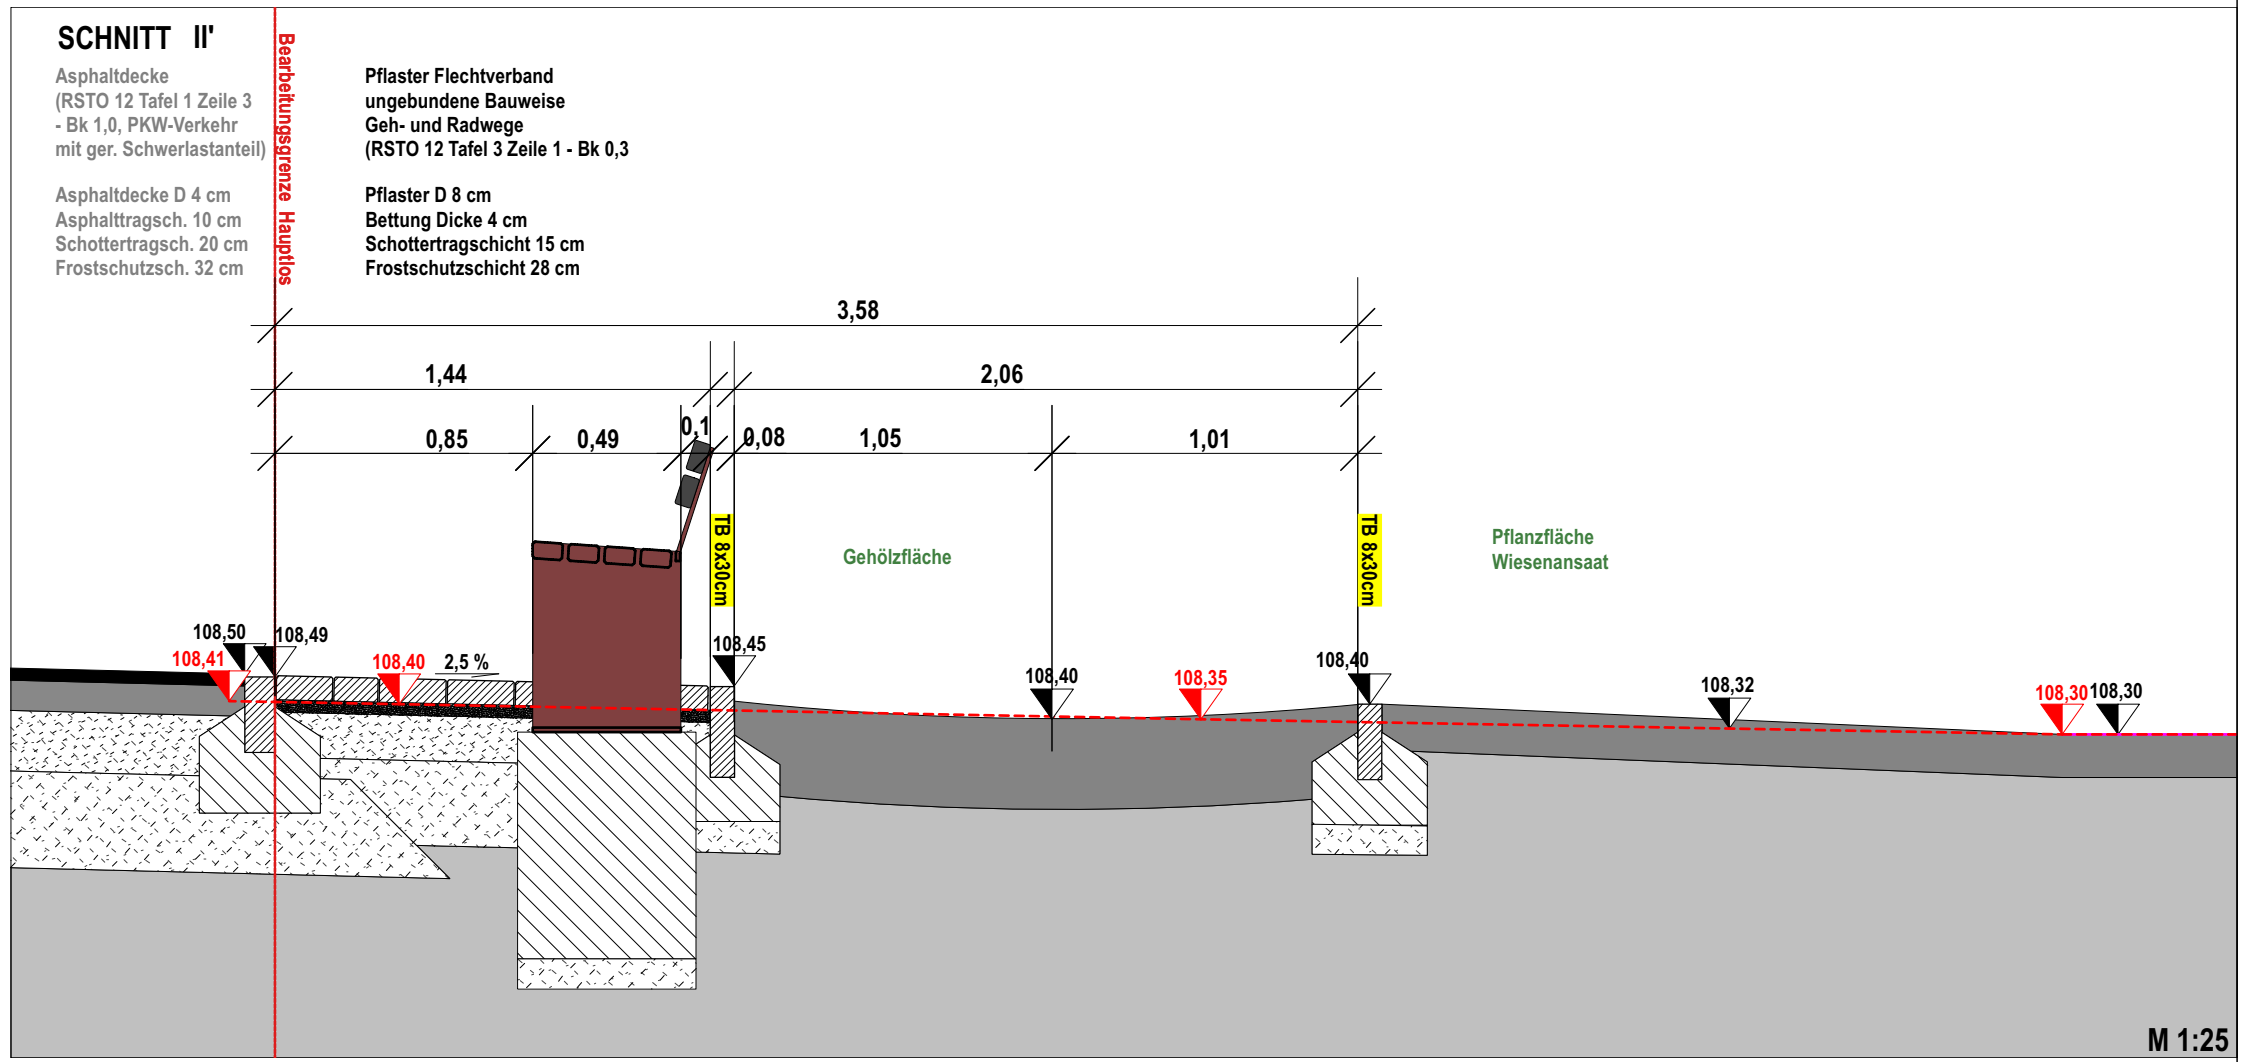 SCHNITT II'
Asphaltdecke
(RSTO 12 Tafel 1 Zeile 3
- Bk 1,0, PKW-Verkehr
mit ger. Schwerlastanteil)
Asphaltdecke D 4 cm
Asphalttragsch. 10 cm
Schottertragsch. 20 cm
Frostschutzsch. 32 cm
Bearbeitungsgrenze Hauptlos
Pflaster Flechtverband
ungebundene Bauweise
Geh- und Radwege
(RSTO 12 Tafel 3 Zeile 1 - Bk 0,3
Pflaster D 8 cm
Bettung Dicke 4 cm
Schottertragschicht 15 cm
Frostschutzschicht 28 cm
3,58
1,44
2,06
0,85
0,49
0,1
0,08
1,05
1,01
TB 8x30cm
TB 8x30cm
Gehölzfläche
Pflanzfläche
Wiesenansaat
108,50
108,49
108,41
108,40
2,5 %
108,45
108,40
108,35
108,40
108,32
108,30
108,30
M 1:25